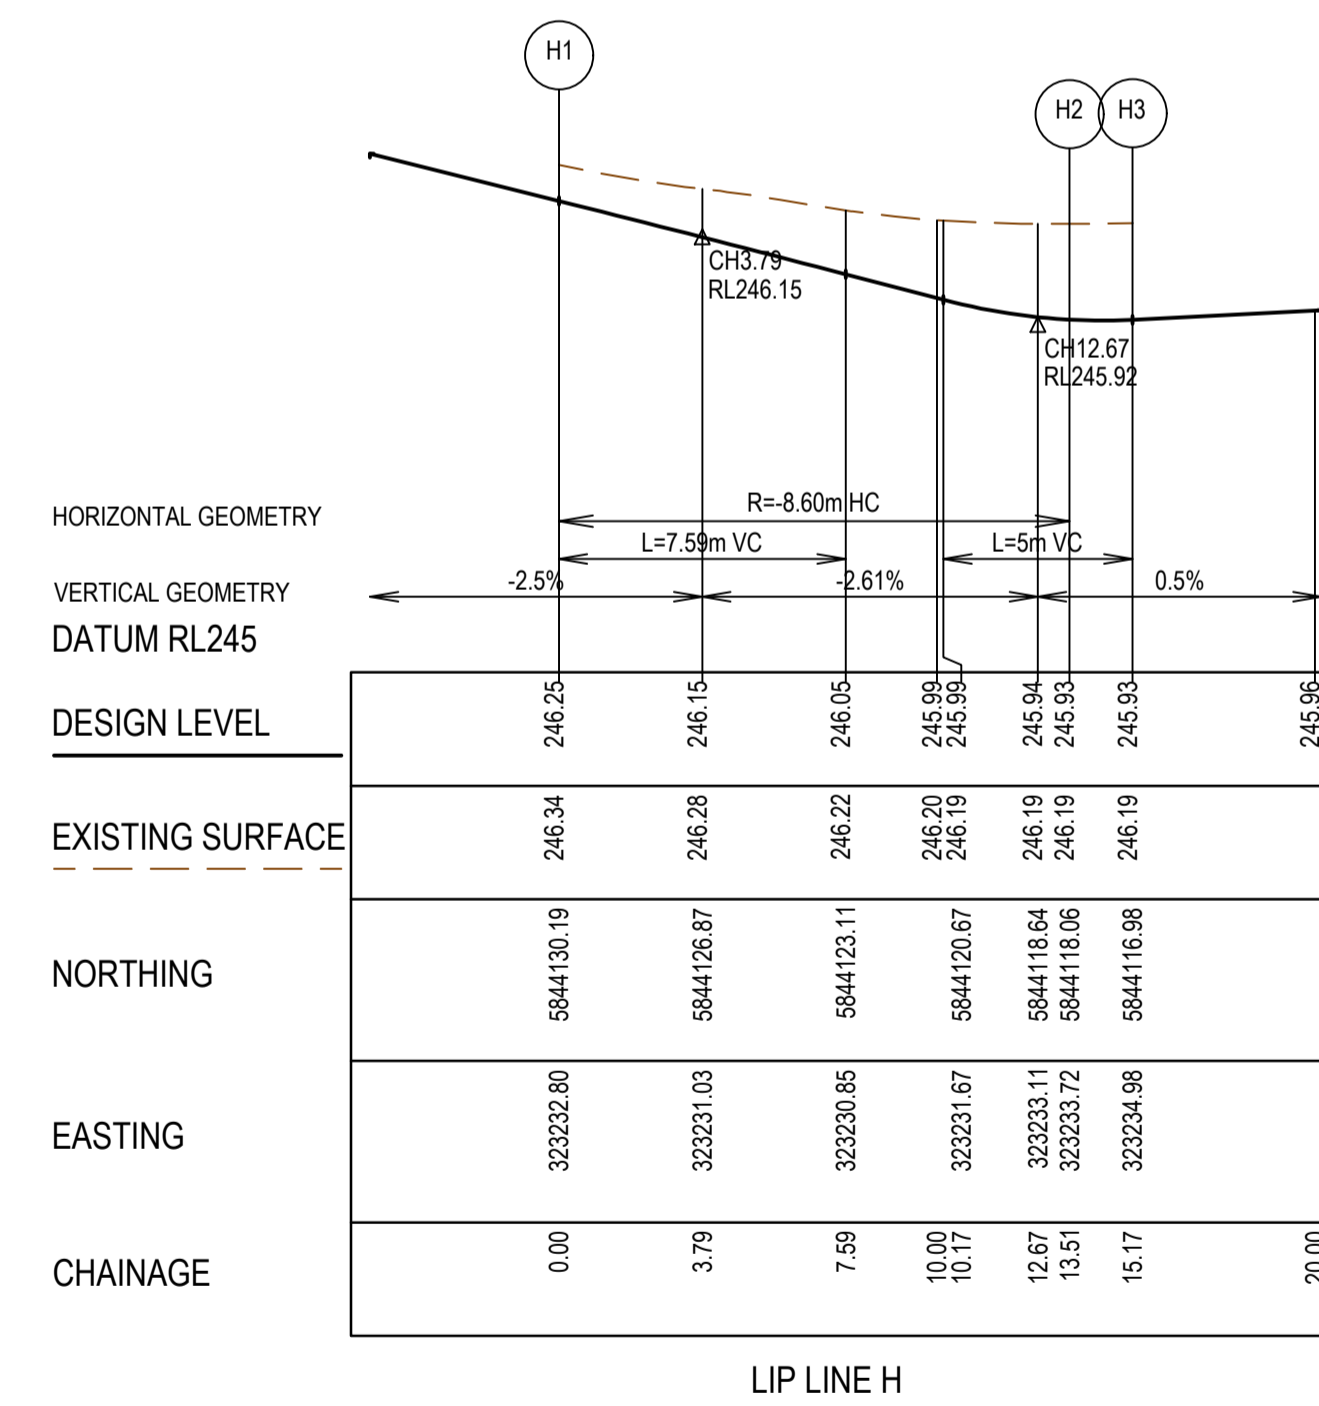 H1
H2 H3
CH3.79
RL246.15
CH12.67
RL245.92
HORIZONTAL GEOMETRY
R=-8.60m HC
L=7.59m VC L=5m VC
VERTICAL GEOMETRY
-2.5% -2.61% 0.5%
DATUM RL245
DESIGN LEVEL 246.25 246.15 246.05 245.99 245.99 245.94 245.93 245.93 245.96
EXISTING SURFACE 246.34 246.28 246.22 246.20 246.19 246.19 246.19 246.19
NORTHING 5844130.19 5844126.87 5844123.11 5844120.67 5844118.64 5844118.06 5844116.98
EASTING 323232.80 323231.03 323230.85 323231.67 323233.11 323233.72 323234.98
CHAINAGE 0.00 3.79 7.59 10.00 10.17 12.67 13.51 15.17 20.00
LIP LINE H